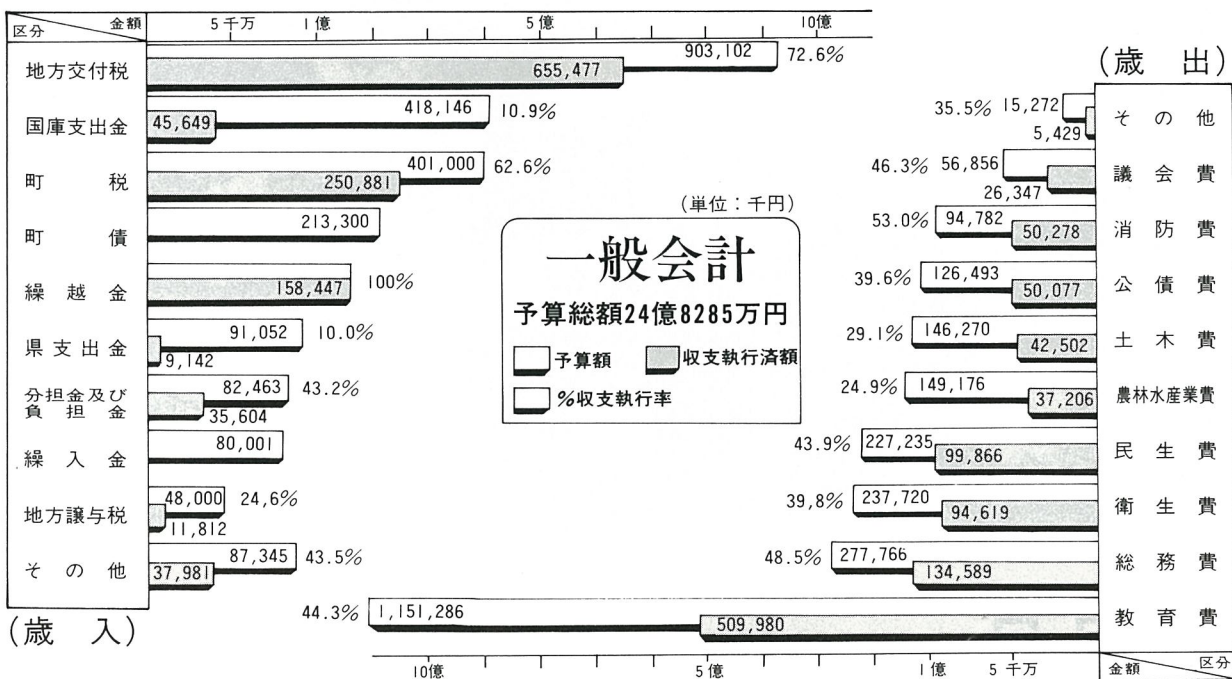 区分 金額 5千万 1億 5億 10億
地方交付税 903,102 72.6%
655,477
国庫支出金 418,146 10.9%
45,649
町税 401,000 62.6%
250,881
町債 213,300
繰越金 158,447 100%
県支出金 91,052 10.0%
9,142
分担金及び負担金 82,463 43.2%
35,604
繰入金 80,001
地方譲与税 48,000 24,6%
11,812
その他 87,345 43.5%
37,981
(歳入)
(単位:千円)
一般会計
予算総額24億8285万円
予算額 収支執行済額
%収支執行率
(歳出)
35.5% 15,272 その他
5,429
46.3% 56,856 議会費
26,347
53.0% 94,782 消防費
50,278
39.6% 126,493 公債費
50,077
29.1% 146,270 土木費
42,502
24.9% 149,176 農林水産業費
37,206
43.9% 227,235 民生費
99,866
39,8% 237,720 衛生費
94,619
48.5% 277,766 総務費
134,589
44.3% 1,151,286 教育費
509,980
10億 5億 1億 5千万 金額 区分